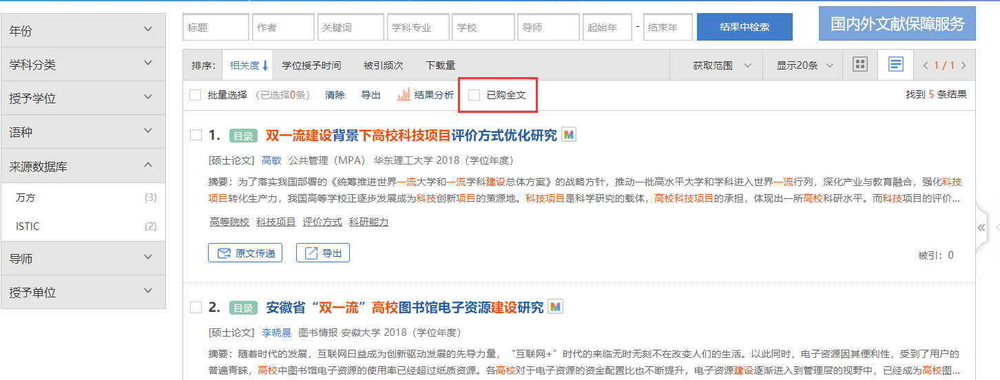 年份
学科分类
授予学位
语种
来源数据库
万方 (3)
ISTIC (2)
导师
授予单位
标题 作者 关键词 学科专业 学校 导师 起始年 - 结束年 结果中检索 国内外文献保障服务
排序： 相关度 学位授予时间 被引频次 下载量 获取范围 显示20条 1 / 1
批量选择 （已选择0条） 清除 导出 结果分析 已购全文 找到 5 条结果
1. 目录 双一流建设背景下高校科技项目评价方式优化研究 M
[硕士论文] 高敏 公共管理（MPA） 华东理工大学 2018（学位年度）
摘要：为了落实我国部署的《统筹推进世界一流大学和一流学科建设总体方案》的战略方针，推动一批高水平大学和学科进入世界一流行列，深化产业与教育融合，强化科技
项目转化生产力，我国高等学校正逐步发展成为科技创新项目的策源地。科技项目是科学研究的载体，高校科技项目的承担，体现出一所高校科研水平。而科技项目的评价...
高等院校 科技项目 评价方式 科研能力
原文传递 导出
被引：0
2. 目录 安徽省“双一流”高校图书馆电子资源建设研究 M
[硕士论文] 李晓晨 图书情报 安徽大学 2018（学位年度）
摘要：随着时代的发展，互联网日益成为创新驱动发展的先导力量，“互联网+”时代的来临无时无刻不在改变人们的生活。以此同时，电子资源因其便利性，受到了用户的
普遍青睐，高校中图书馆电子资源的使用率已经超过纸质资源。各高校对于电子资源的资金配置比也不断提升，电子资源建设逐渐进入到管理层的视野中，已经成为高校图...